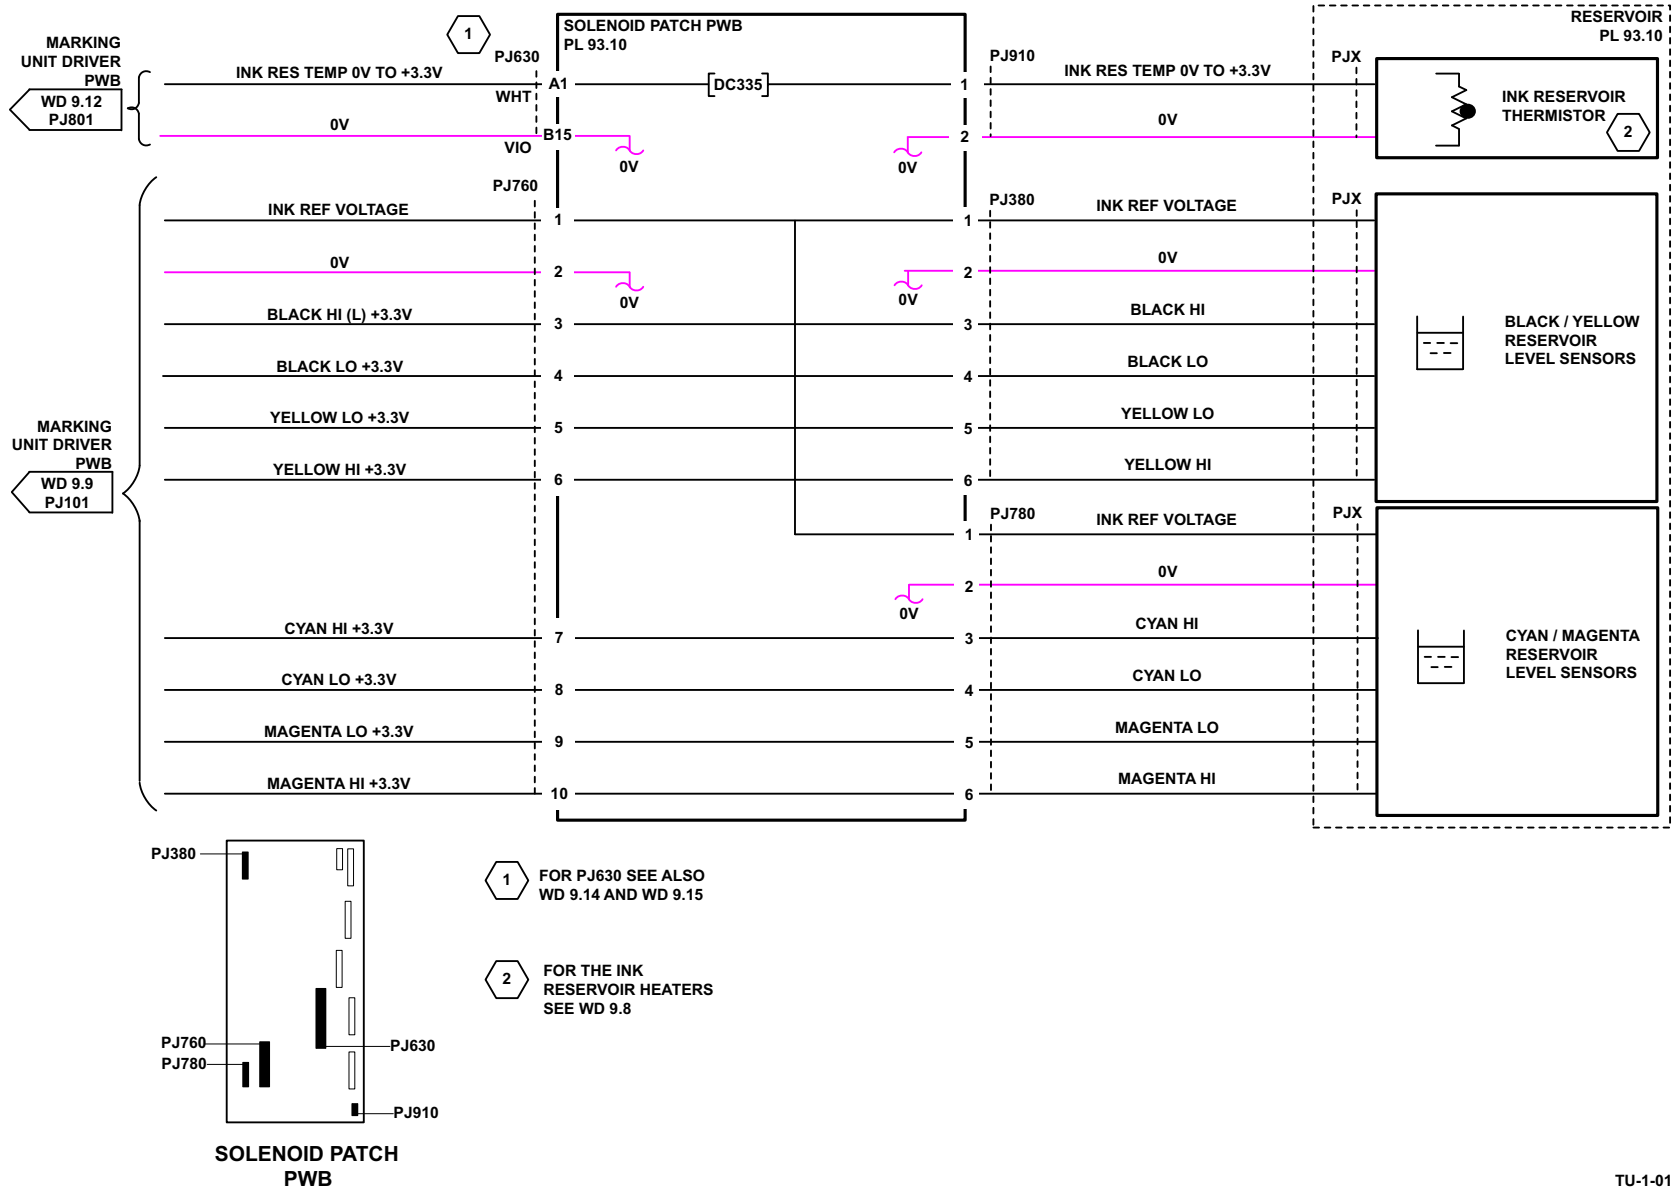 MARKING
UNIT DRIVER
PWB
WD 9.12
PJ801
1
SOLENOID PATCH PWB
PL 93.10
RESERVOIR
PL 93.10
PJ630
INK RES TEMP 0V TO +3.3V
WHT
A1
[DC335]
1
PJ910
INK RES TEMP 0V TO +3.3V
PJX
INK RESERVOIR
THERMISTOR
2
0V
VIO
B15
0V
0V
2
0V
PJ760
INK REF VOLTAGE
1
1
PJ380
INK REF VOLTAGE
PJX
0V
2
0V
0V
2
0V
BLACK HI (L) +3.3V
3
3
BLACK HI
BLACK LO +3.3V
4
4
BLACK LO
YELLOW LO +3.3V
5
5
YELLOW LO
YELLOW HI +3.3V
6
6
YELLOW HI
BLACK / YELLOW
RESERVOIR
LEVEL SENSORS
MARKING
UNIT DRIVER
PWB
WD 9.9
PJ101
1
PJ780
INK REF VOLTAGE
PJX
0V
2
0V
CYAN HI +3.3V
7
3
CYAN HI
CYAN LO +3.3V
8
4
CYAN LO
MAGENTA LO +3.3V
9
5
MAGENTA LO
MAGENTA HI +3.3V
10
6
MAGENTA HI
CYAN / MAGENTA
RESERVOIR
LEVEL SENSORS
PJ380
PJ760
PJ780
PJ630
PJ910
SOLENOID PATCH
PWB
1
FOR PJ630 SEE ALSO
WD 9.14 AND WD 9.15
2
FOR THE INK
RESERVOIR HEATERS
SEE WD 9.8
TU-1-01